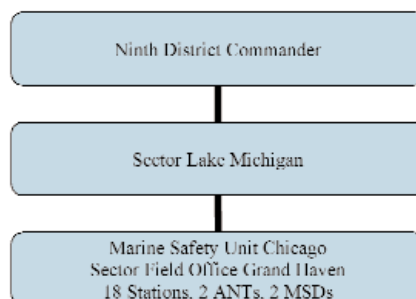 Ninth District Commander
Sector Lake Michigan
Marine Safety Unit Chicago
Sector Field Office Grand Haven
18 Stations, 2 ANTs, 2 MSDs